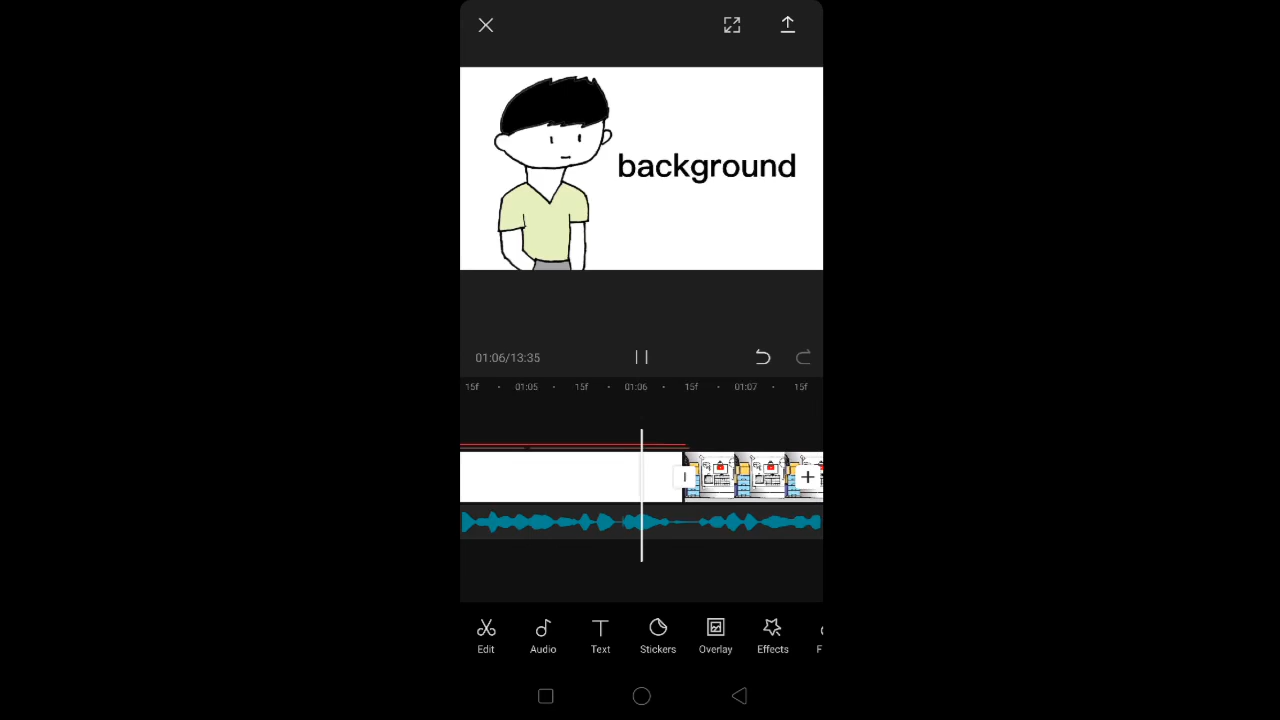 background
01:06/13:35
15f 01:05 15f 01:06 15f 01:07 15f
Edit Audio Text Stickers Overlay Effects F